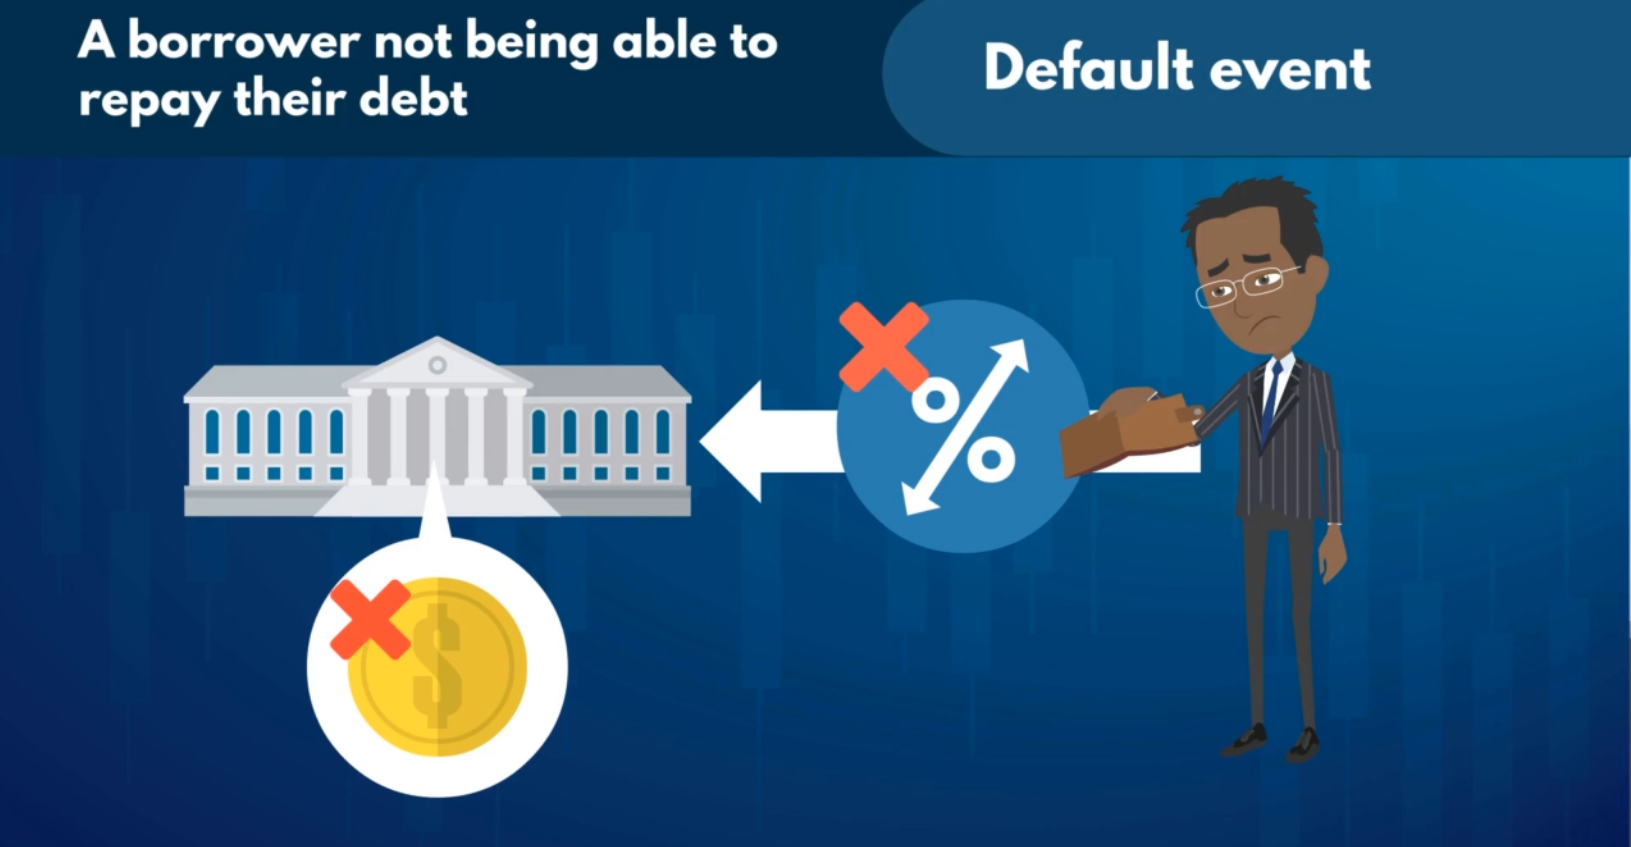 A borrower not being able to
repay their debt
Default event
%
$